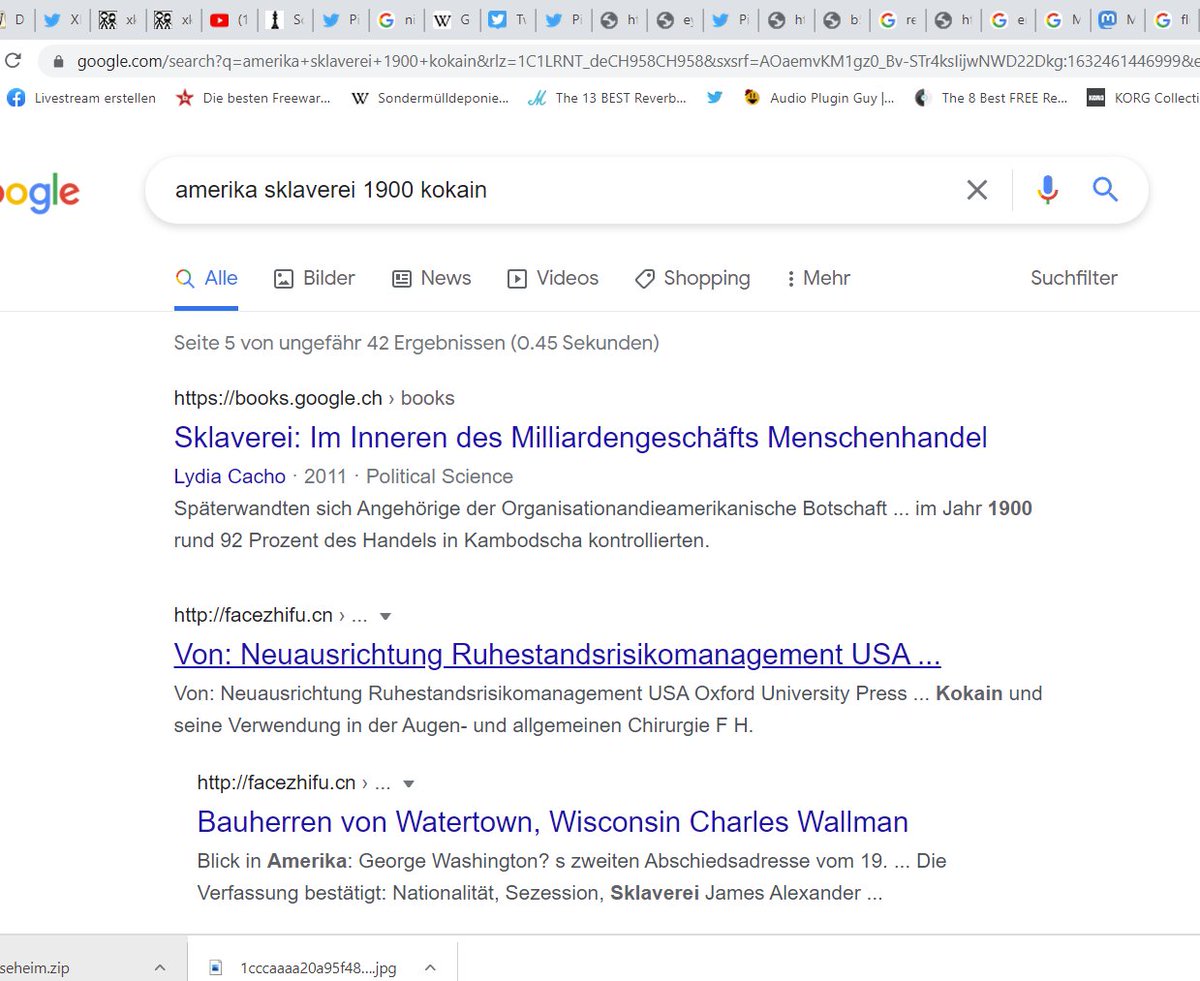 D
X
xk
xk
(1
Sc
Pi
ni
G
Tv
Pi
ht
ey
Pi
ht
b
re
ht
e
M
M
fl
google.com/search?q=amerika+sklaverei+1900+kokain&rlz=1C1LRNT_deCH958CH958&sxsrf=AOaemvKM1gz0_Bv-STr4ksIijwNWD22Dkg:1632461446999&e
Livestream erstellen Die besten Freewar... Sondermülldeponie... The 13 BEST Reverb... Audio Plugin Guy |... The 8 Best FREE Re... KORG Collecti
ogle
amerika sklaverei 1900 kokain
Alle Bilder News Videos Shopping Mehr Suchfilter
Seite 5 von ungefähr 42 Ergebnissen (0.45 Sekunden)
https://books.google.ch › books
Sklaverei: Im Inneren des Milliardengeschäfts Menschenhandel
Lydia Cacho · 2011 · Political Science
Späterwandten sich Angehörige der Organisationandieamerikanische Botschaft ... im Jahr 1900
rund 92 Prozent des Handels in Kambodscha kontrollierten.
http://facezhifu.cn › ...
Von: Neuausrichtung Ruhestandsrisikomanagement USA ...
Von: Neuausrichtung Ruhestandsrisikomanagement USA Oxford University Press ... Kokain und
seine Verwendung in der Augen- und allgemeinen Chirurgie F H.
http://facezhifu.cn › ...
Bauherren von Watertown, Wisconsin Charles Wallman
Blick in Amerika: George Washington? s zweiten Abschiedsadresse vom 19. ... Die
Verfassung bestätigt: Nationalität, Sezession, Sklaverei James Alexander ...
seheim.zip 1cccaaaa20a95f48....jpg